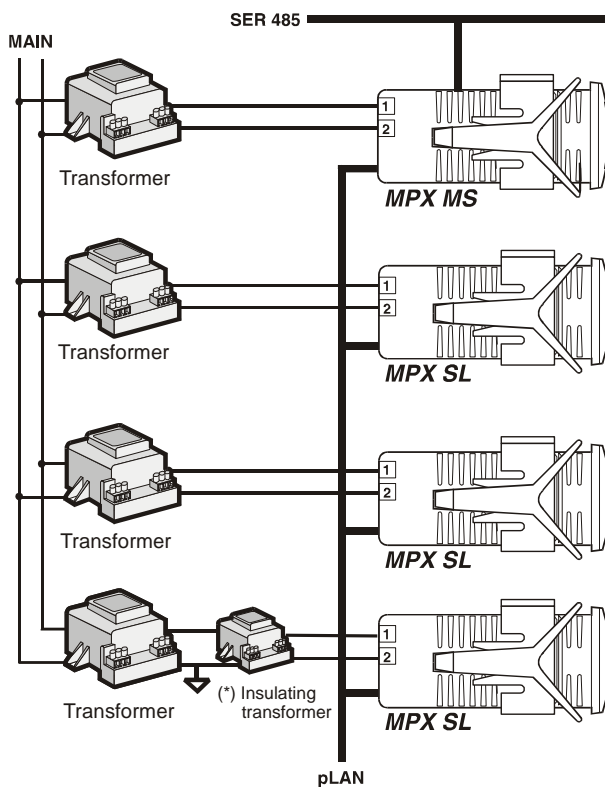 SER 485
MAIN
1
2
Transformer
MPX MS
1
2
Transformer
MPX SL
1
2
Transformer
MPX SL
1
2
(*) Insulating
transformer
Transformer
MPX SL
pLAN